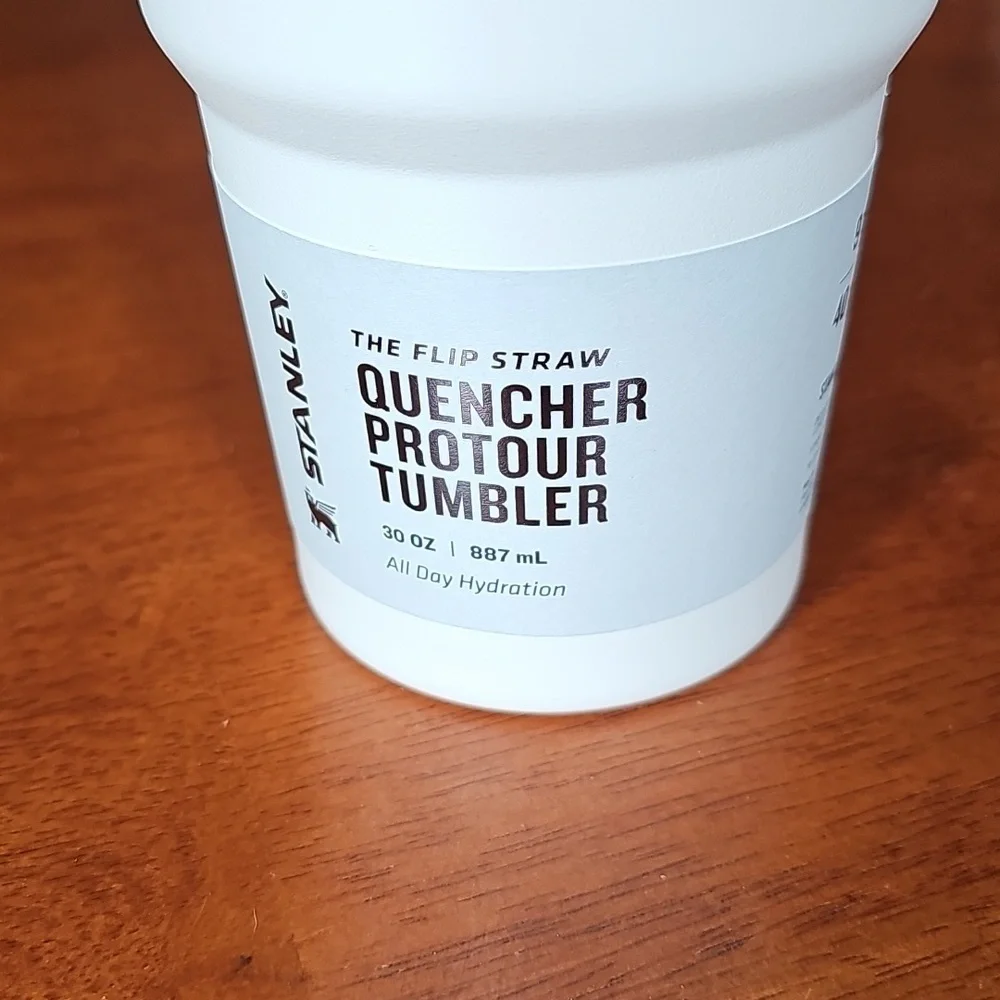 STANLEY
THE FLIP STRAW
QUENCHER
PROTOUR
TUMBLER
30 OZ | 887 mL
All Day Hydration